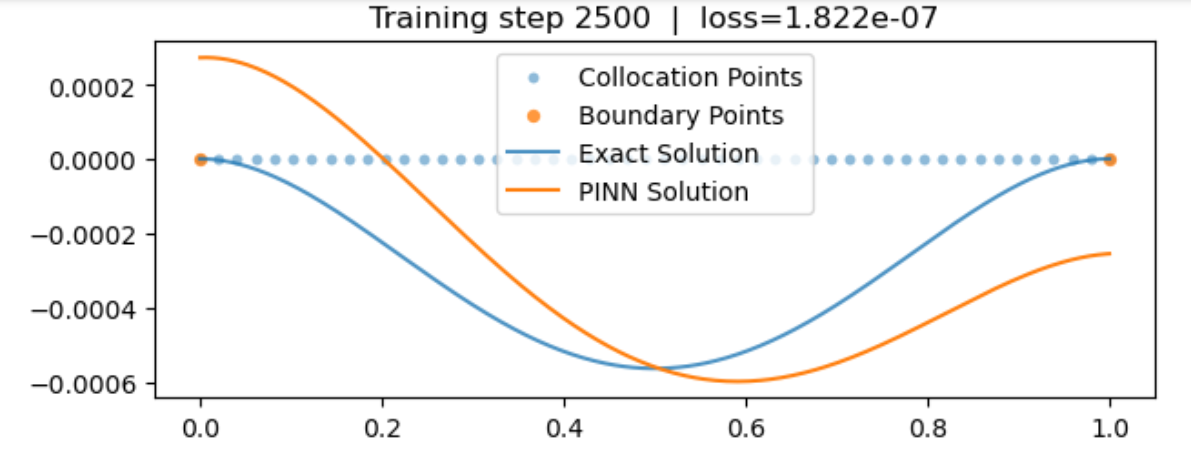 Training step 2500 | loss=1.822e-07
Collocation Points
Boundary Points
Exact Solution
PINN Solution
0.0002
0.0000
−0.0002
−0.0004
−0.0006
0.0 0.2 0.4 0.6 0.8 1.0